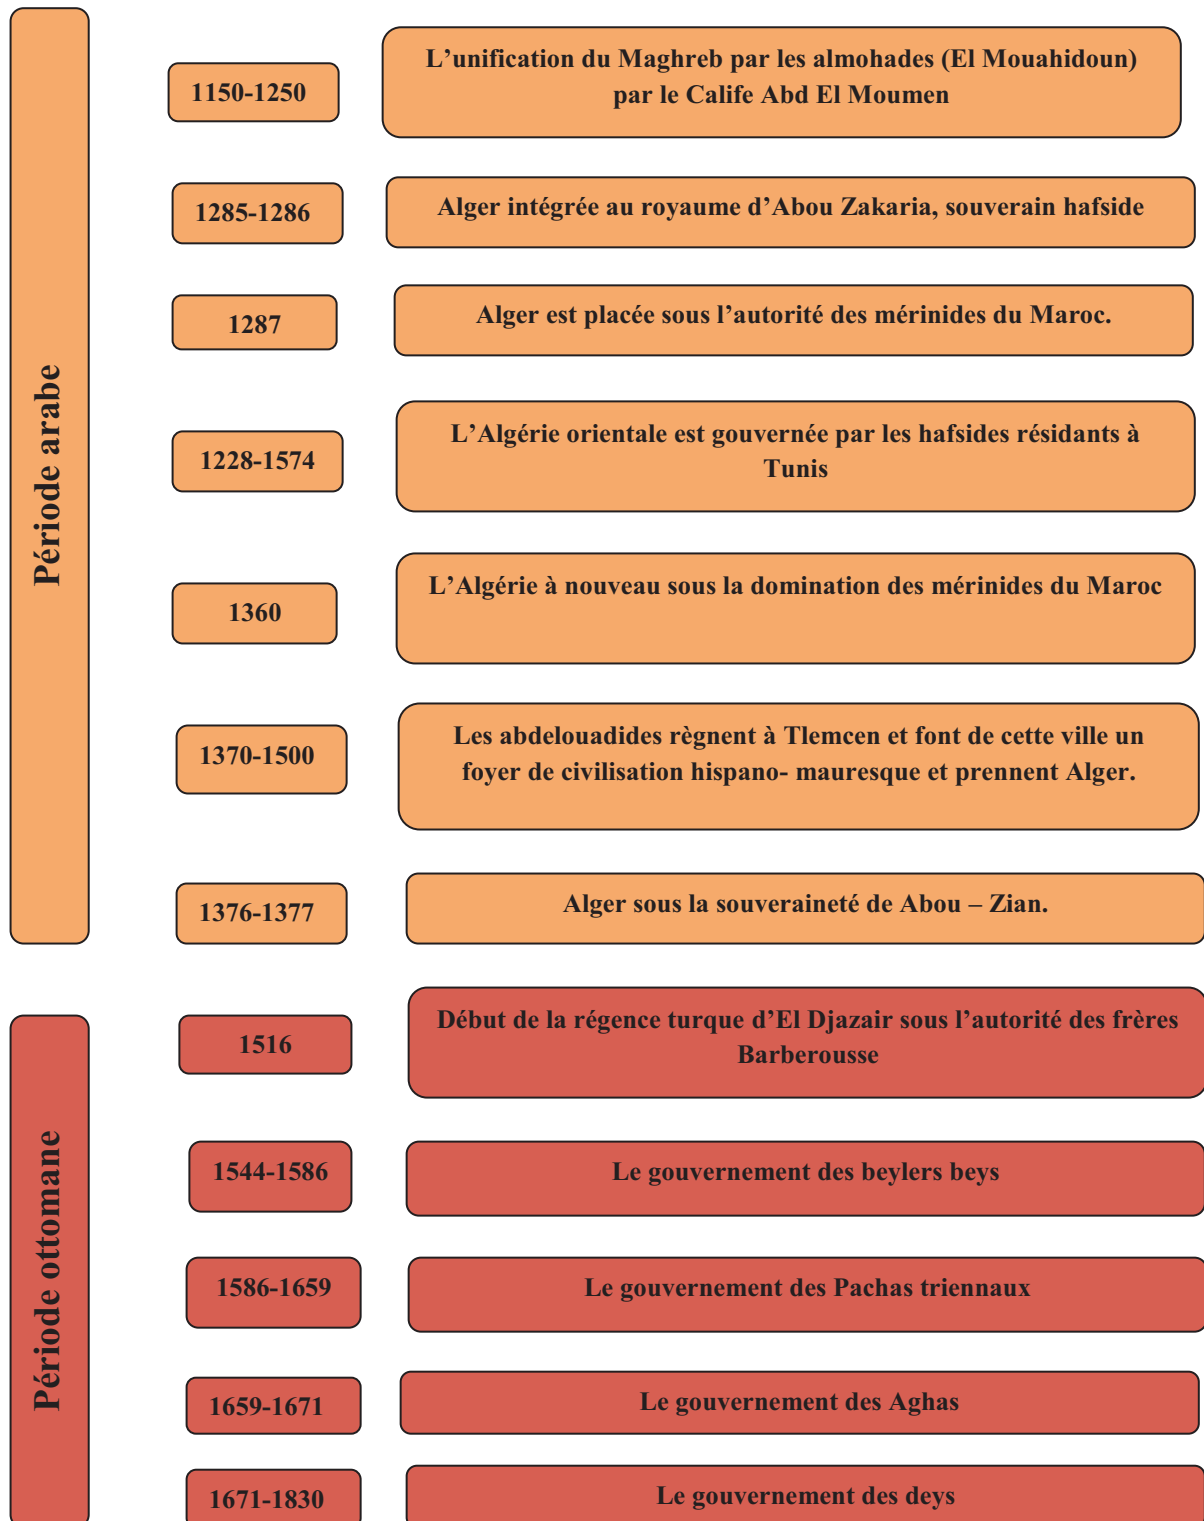 Période arabe
1150-1250
L’unification du Maghreb par les almohades (El Mouahidoun)
par le Calife Abd El Moumen
1285-1286
Alger intégrée au royaume d’Abou Zakaria, souverain hafside
1287
Alger est placée sous l’autorité des mérinides du Maroc.
1228-1574
L’Algérie orientale est gouvernée par les hafsides résidants à
Tunis
1360
L’Algérie à nouveau sous la domination des mérinides du Maroc
1370-1500
Les abdelouadides règnent à Tlemcen et font de cette ville un
foyer de civilisation hispano- mauresque et prennent Alger.
1376-1377
Alger sous la souveraineté de Abou – Zian.
Période ottomane
1516
Début de la régence turque d’El Djazair sous l’autorité des frères
Barberousse
1544-1586
Le gouvernement des beylers beys
1586-1659
Le gouvernement des Pachas triennaux
1659-1671
Le gouvernement des Aghas
1671-1830
Le gouvernement des deys